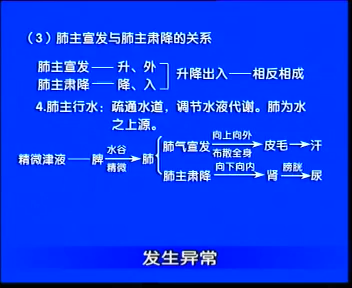 （3）肺主宣发与肺主肃降的关系
肺主宣发——升、外
肺主肃降——降、入
升降出入——相反相成
4.肺主行水：疏通水道，调节水液代谢。肺为水
之上源。
精微津液——脾 水谷 精微 肺
肺气宣发 向上向外 布散全身 皮毛 汗
肺主肃降 向下向内 肾 膀胱 尿
发生异常